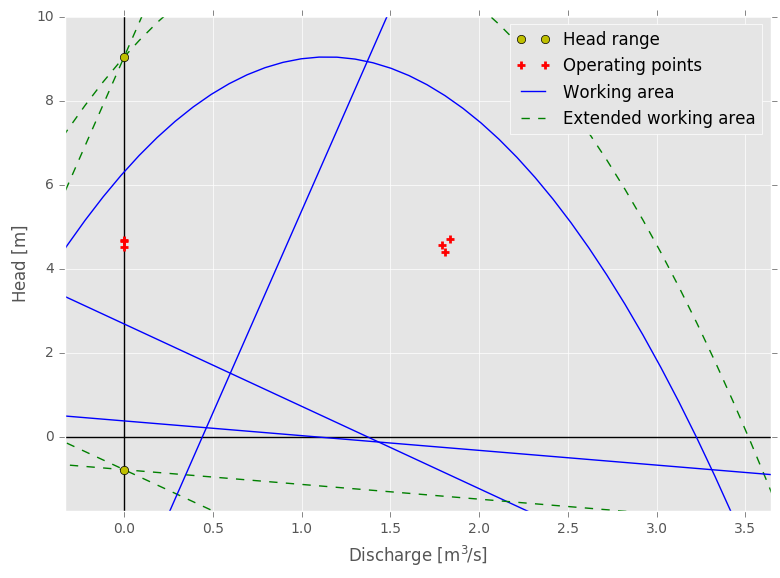 10
8
6
4
2
0
Head [m]
Head range
Operating points
Working area
Extended working area
0.0 0.5 1.0 1.5 2.0 2.5 3.0 3.5
Discharge [m³/s]